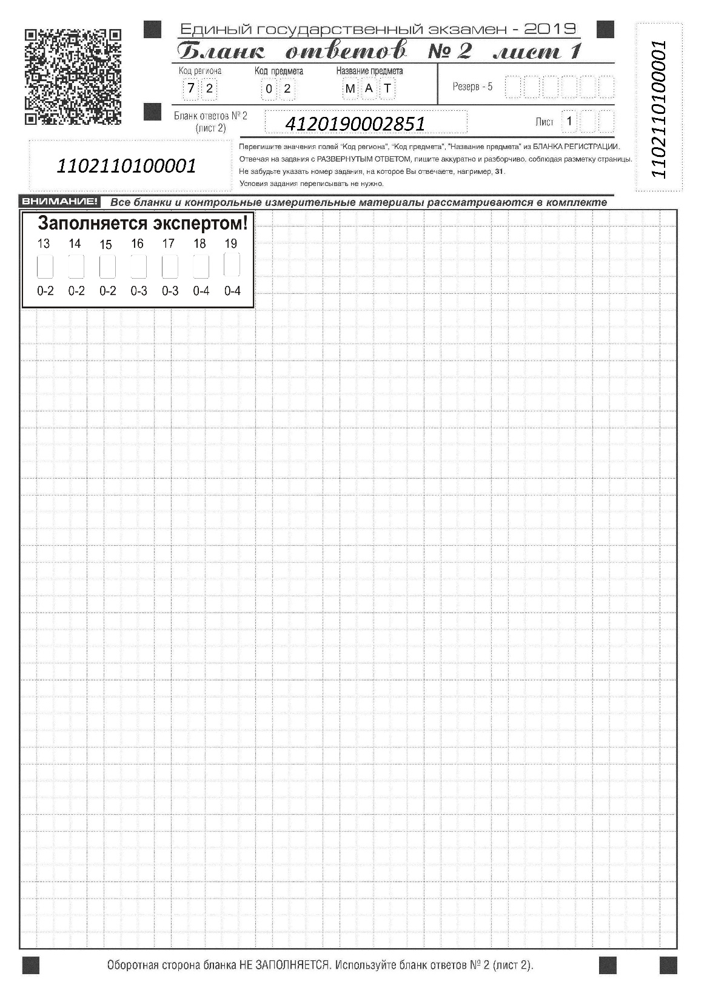 Единый государственный экзамен - 2019
Бланк ответов № 2 лист 1
Код региона Код предмета Название предмета
7 2 0 2 М А Т Резерв - 5
Бланк ответов № 2 (лист 2) 4120190002851 Лист 1
1102110100001
1102110100001
Перепишите значения полей “Код региона”, “Код предмета”, ”Название предмета” из БЛАНКА РЕГИСТРАЦИИ.
Отвечая на задания с РАЗВЕРНУТЫМ ОТВЕТОМ, пишите аккуратно и разборчиво, соблюдая разметку страницы.
Не забудьте указать номер задания, на которое Вы отвечаете, например, 31.
Условия задания переписывать не нужно.
ВНИМАНИЕ! Все бланки и контрольные измерительные материалы рассматриваются в комплекте
Заполняется экспертом!
13 14 15 16 17 18 19
0-2 0-2 0-2 0-3 0-3 0-4 0-4
Оборотная сторона бланка НЕ ЗАПОЛНЯЕТСЯ. Используйте бланк ответов № 2 (лист 2).